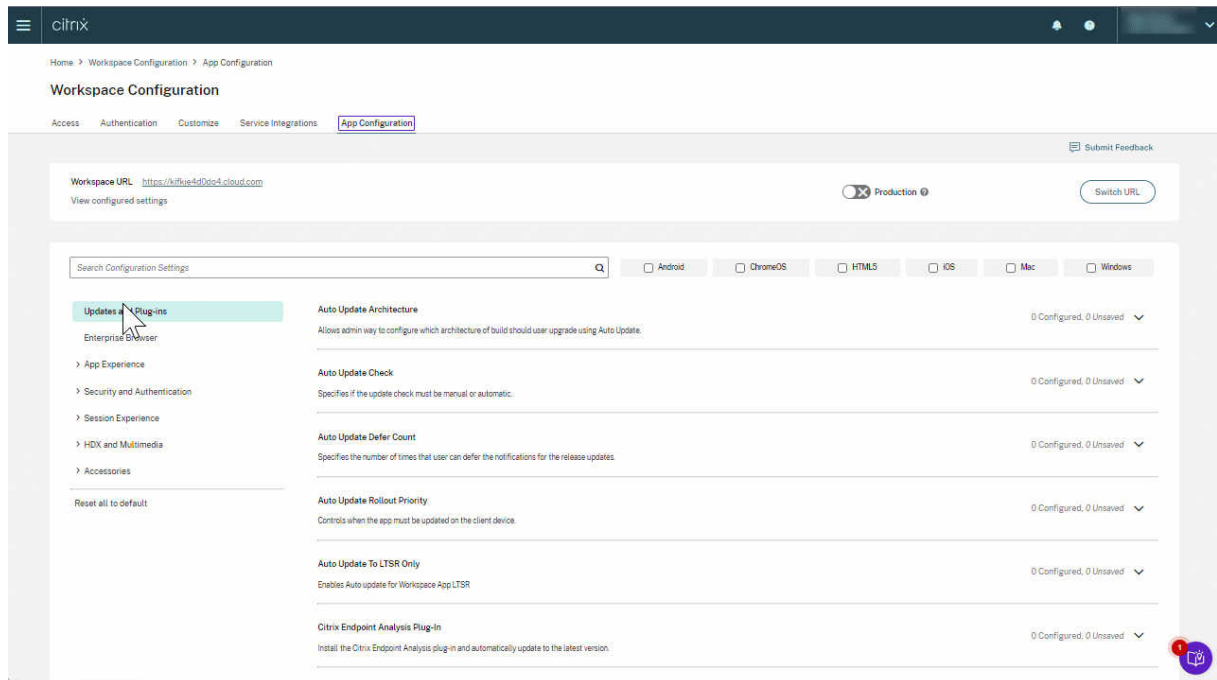 citrix
Home > Workspace Configuration > App Configuration
Workspace Configuration
Access Authentication Customize Service Integrations App Configuration
Submit Feedback
Workspace URL https://kifkie4d0do4.cloud.com
View configured settings
Production
Switch URL
Search Configuration Settings
Android ChromeOS HTML5 iOS Mac Windows
Updates and Plug-ins
Enterprise Browser
> App Experience
> Security and Authentication
> Session Experience
> HDX and Multimedia
> Accessories
Reset all to default
Auto Update Architecture
Allows admin way to configure which architecture of build should user upgrade using Auto Update.
0 Configured, 0 Unsaved
Auto Update Check
Specifies if the update check must be manual or automatic.
0 Configured, 0 Unsaved
Auto Update Defer Count
Specifies the number of times that user can defer the notifications for the release updates.
0 Configured, 0 Unsaved
Auto Update Rollout Priority
Controls when the app must be updated on the client device.
0 Configured, 0 Unsaved
Auto Update To LTSR Only
Enables Auto update for Workspace App LTSR
0 Configured, 0 Unsaved
Citrix Endpoint Analysis Plug-In
Install the Citrix Endpoint Analysis plug-in and automatically update to the latest version.
0 Configured, 0 Unsaved
1